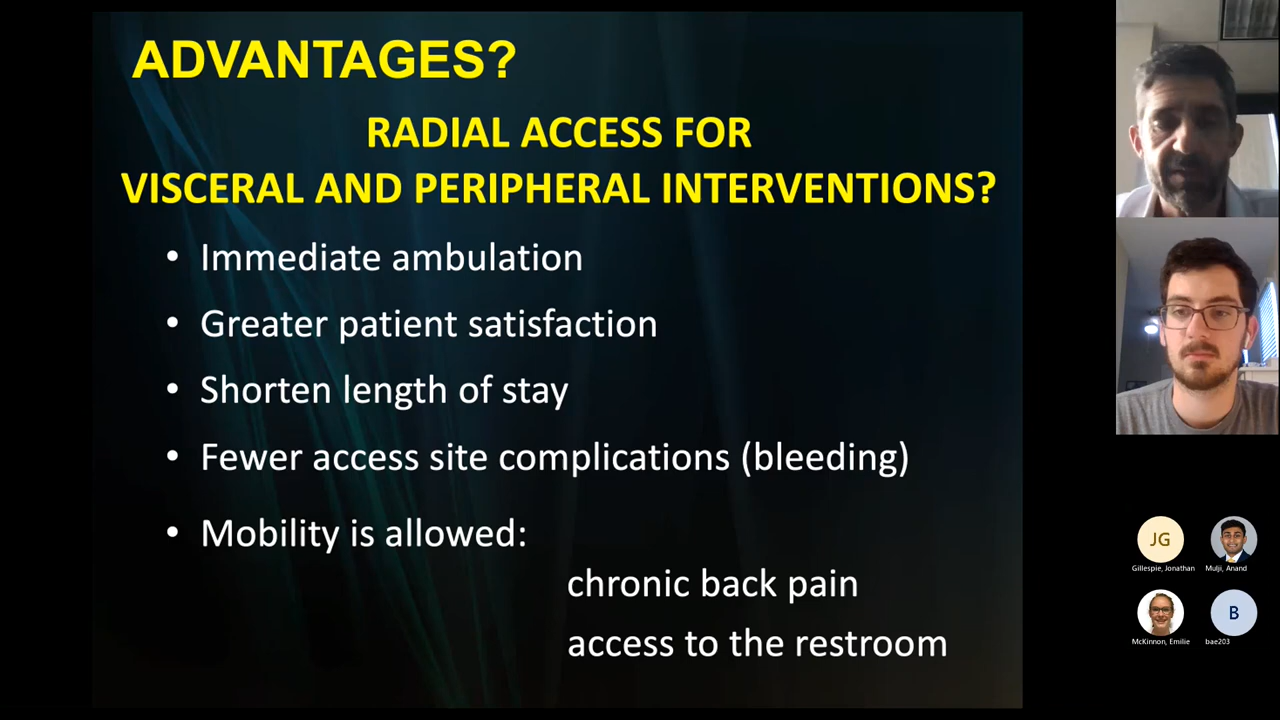 ADVANTAGES?
RADIAL ACCESS FOR
VISCERAL AND PERIPHERAL INTERVENTIONS?
• Immediate ambulation
• Greater patient satisfaction
• Shorten length of stay
• Fewer access site complications (bleeding)
• Mobility is allowed:
chronic back pain
access to the restroom
JG
Gillespie, Jonathan
Mulji, Anand
McKinnon, Emilie
B
bae203